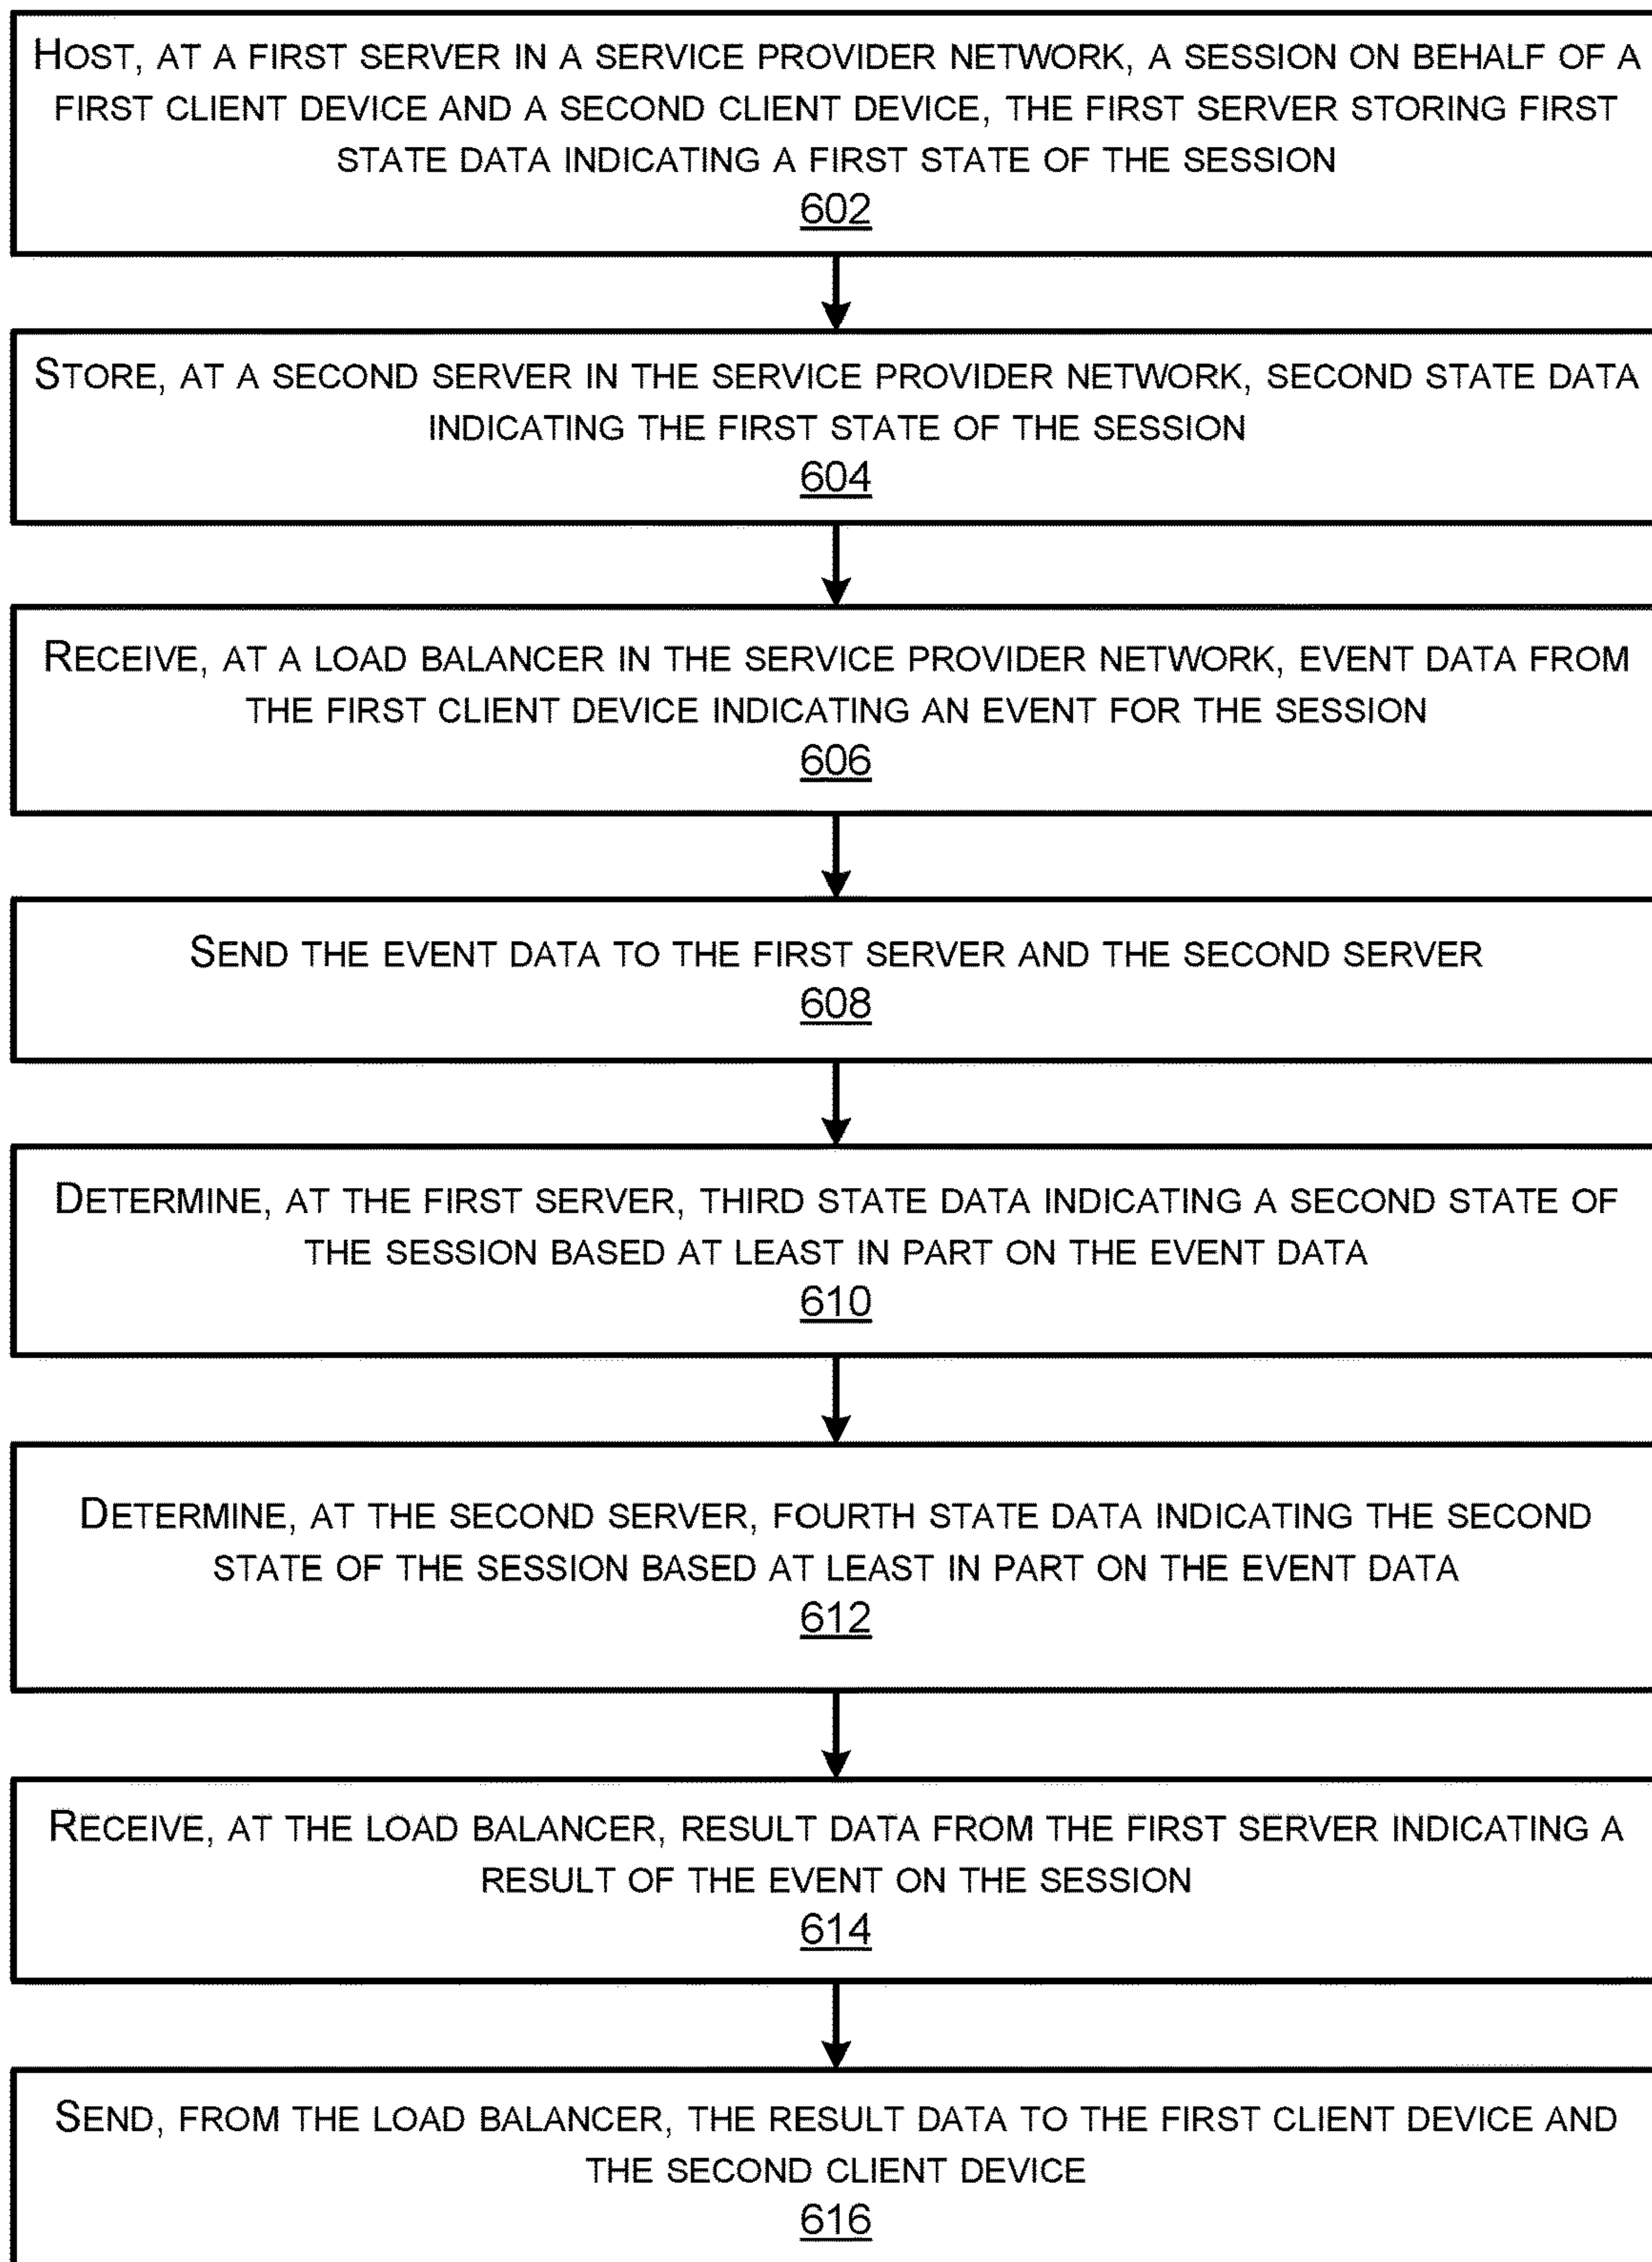 HOST, AT A FIRST SERVER IN A SERVICE PROVIDER NETWORK, A SESSION ON BEHALF OF A
FIRST CLIENT DEVICE AND A SECOND CLIENT DEVICE, THE FIRST SERVER STORING FIRST
STATE DATA INDICATING A FIRST STATE OF THE SESSION
602
STORE, AT A SECOND SERVER IN THE SERVICE PROVIDER NETWORK, SECOND STATE DATA
INDICATING THE FIRST STATE OF THE SESSION
604
RECEIVE, AT A LOAD BALANCER IN THE SERVICE PROVIDER NETWORK, EVENT DATA FROM
THE FIRST CLIENT DEVICE INDICATING AN EVENT FOR THE SESSION
606
SEND THE EVENT DATA TO THE FIRST SERVER AND THE SECOND SERVER
608
DETERMINE, AT THE FIRST SERVER, THIRD STATE DATA INDICATING A SECOND STATE OF
THE SESSION BASED AT LEAST IN PART ON THE EVENT DATA
610
DETERMINE, AT THE SECOND SERVER, FOURTH STATE DATA INDICATING THE SECOND
STATE OF THE SESSION BASED AT LEAST IN PART ON THE EVENT DATA
612
RECEIVE, AT THE LOAD BALANCER, RESULT DATA FROM THE FIRST SERVER INDICATING A
RESULT OF THE EVENT ON THE SESSION
614
SEND, FROM THE LOAD BALANCER, THE RESULT DATA TO THE FIRST CLIENT DEVICE AND
THE SECOND CLIENT DEVICE
616